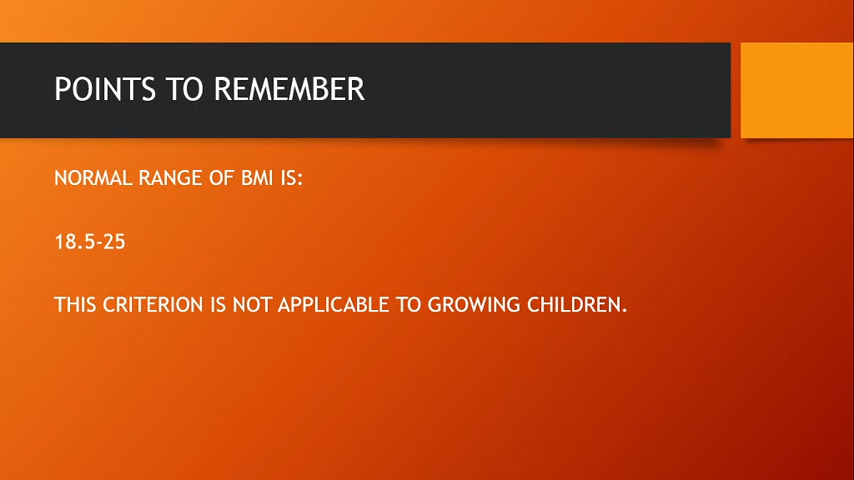 POINTS TO REMEMBER
NORMAL RANGE OF BMI IS:
18.5-25
THIS CRITERION IS NOT APPLICABLE TO GROWING CHILDREN.